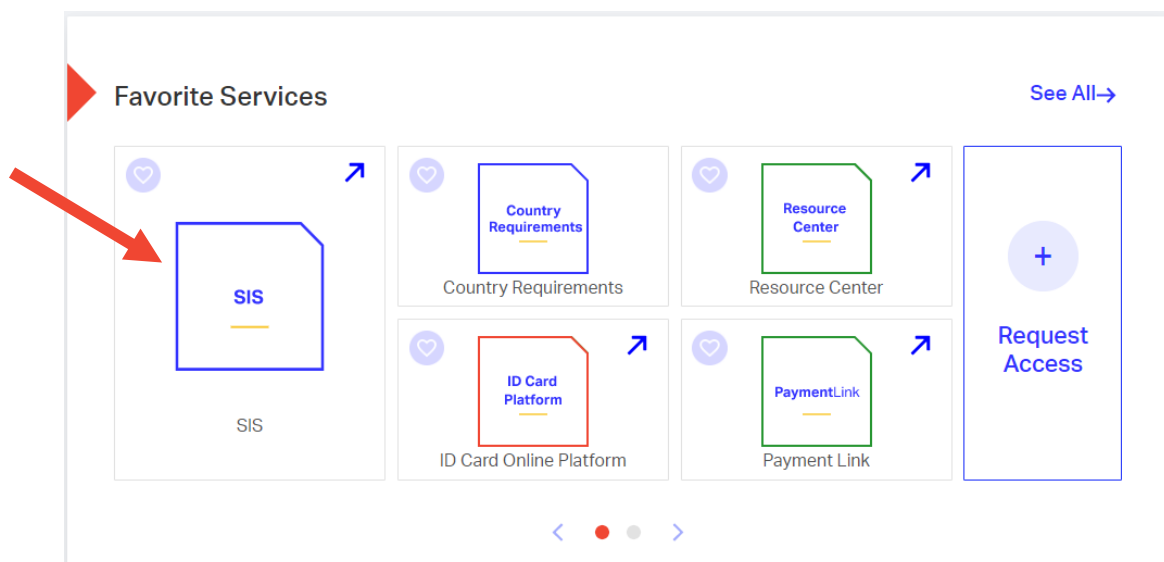 Favorite Services
See All→
SIS
SIS
Country
Requirements
Country Requirements
Resource
Center
Resource Center
ID Card
Platform
ID Card Online Platform
PaymentLink
Payment Link
+
Request
Access